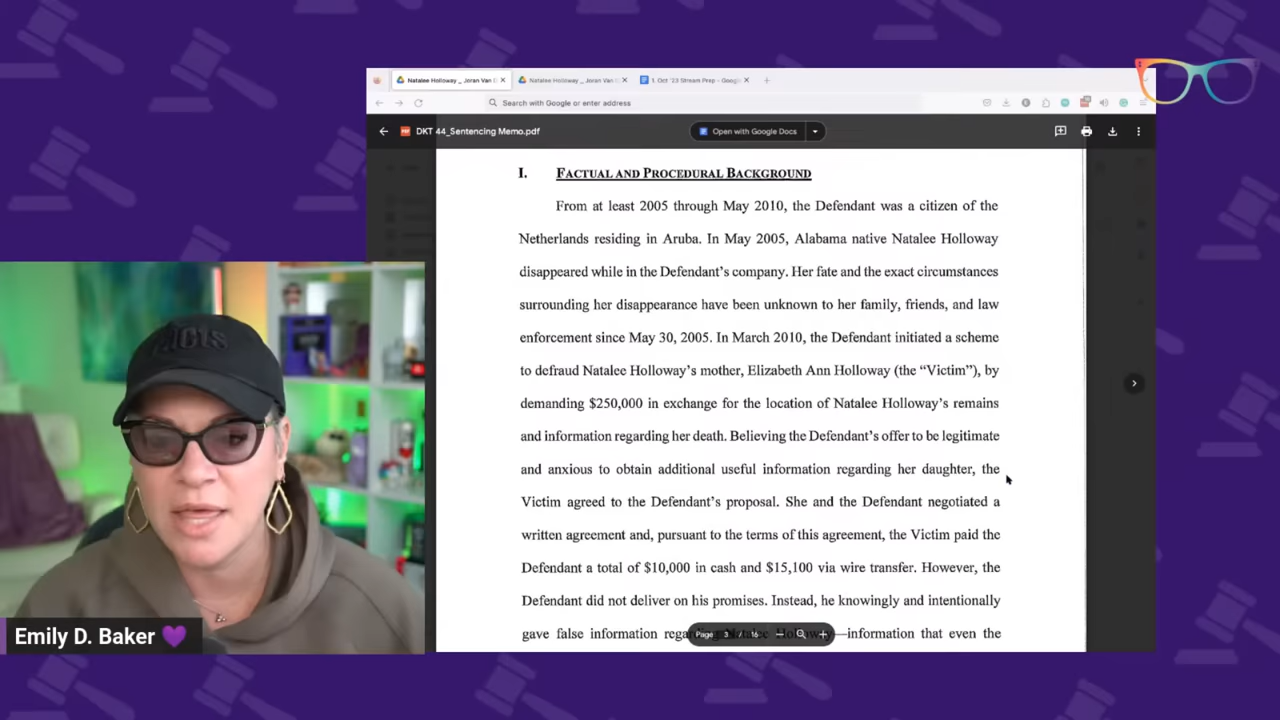 Natalee Holloway _ Joran Van D
Natalee Holloway _ Joran Van
1. Oct '23 Stream Prep - Google
Search with Google or enter address
DKT 44_Sentencing Memo.pdf
Open with Google Docs
I. FACTUAL AND PROCEDURAL BACKGROUND
From at least 2005 through May 2010, the Defendant was a citizen of the
Netherlands residing in Aruba. In May 2005, Alabama native Natalee Holloway
disappeared while in the Defendant's company. Her fate and the exact circumstances
surrounding her disappearance have been unknown to her family, friends, and law
enforcement since May 30, 2005. In March 2010, the Defendant initiated a scheme
to defraud Natalee Holloway's mother, Elizabeth Ann Holloway (the "Victim"), by
demanding $250,000 in exchange for the location of Natalee Holloway's remains
and information regarding her death. Believing the Defendant's offer to be legitimate
and anxious to obtain additional useful information regarding her daughter, the
Victim agreed to the Defendant's proposal. She and the Defendant negotiated a
written agreement and, pursuant to the terms of this agreement, the Victim paid the
Defendant a total of $10,000 in cash and $15,100 via wire transfer. However, the
Defendant did not deliver on his promises. Instead, he knowingly and intentionally
gave false information regarding Natalee Holloway—information that even the
Page 3 / 16
Emily D. Baker 💜